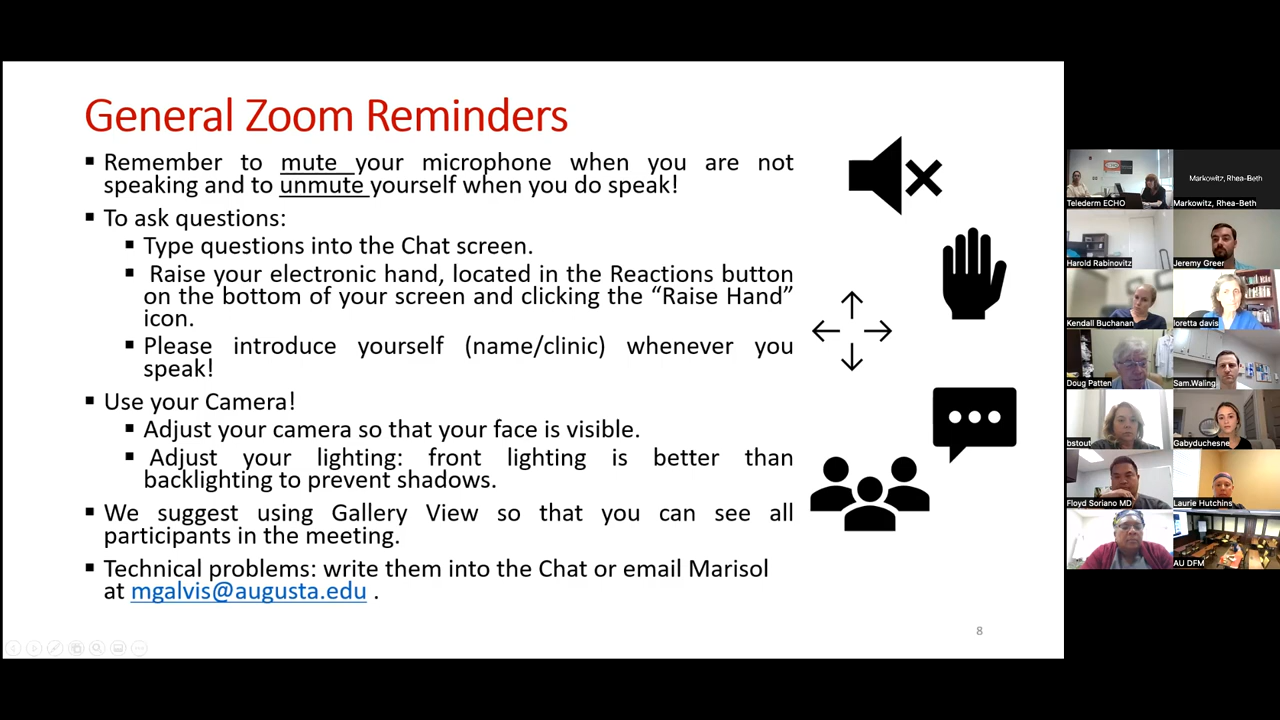 General Zoom Reminders
▪ Remember to mute your microphone when you are not
speaking and to unmute yourself when you do speak!
▪ To ask questions:
▪ Type questions into the Chat screen.
▪ Raise your electronic hand, located in the Reactions button
on the bottom of your screen and clicking the “Raise Hand”
icon.
▪ Please introduce yourself (name/clinic) whenever you
speak!
▪ Use your Camera!
▪ Adjust your camera so that your face is visible.
▪ Adjust your lighting: front lighting is better than
backlighting to prevent shadows.
▪ We suggest using Gallery View so that you can see all
participants in the meeting.
▪ Technical problems: write them into the Chat or email Marisol
at mgalvis@augusta.edu .
8
Markowitz, Rhea-Beth
Telederm ECHO
Markowitz, Rhea-Beth
Harold Rabinovitz
Jeremy Greer
Kendall Buchanan
loretta davis
Doug Patten
Sam.Waling
bstout
Gabyduchesne
Floyd Soriano MD
Laurie Hutchins
AU DFM